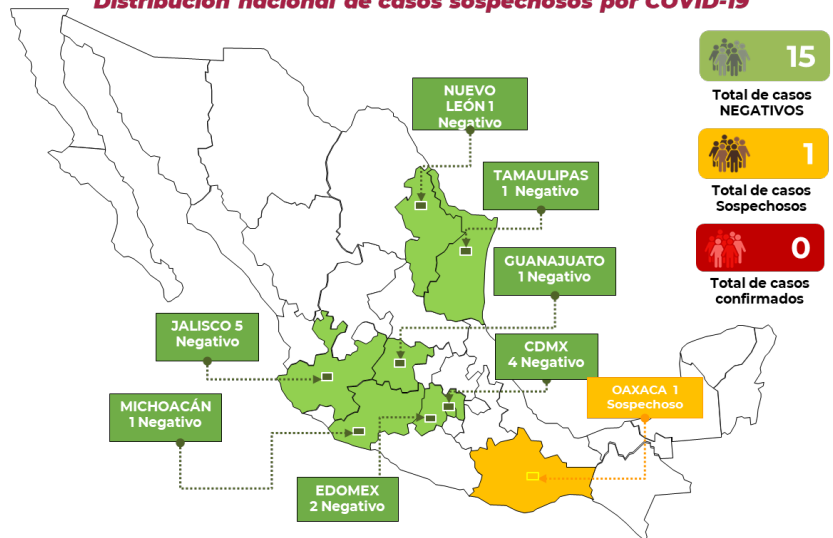 Distribución nacional de casos sospechosos por COVID-19
15
Total de casos
NEGATIVOS
1
Total de casos
Sospechosos
0
Total de casos
confirmados
NUEVO
LEÓN 1
Negativo
TAMAULIPAS
1 Negativo
GUANAJUATO
1 Negativo
JALISCO 5
Negativo
CDMX
4 Negativo
MICHOACÁN
1 Negativo
OAXACA 1
Sospechoso
EDOMEX
2 Negativo